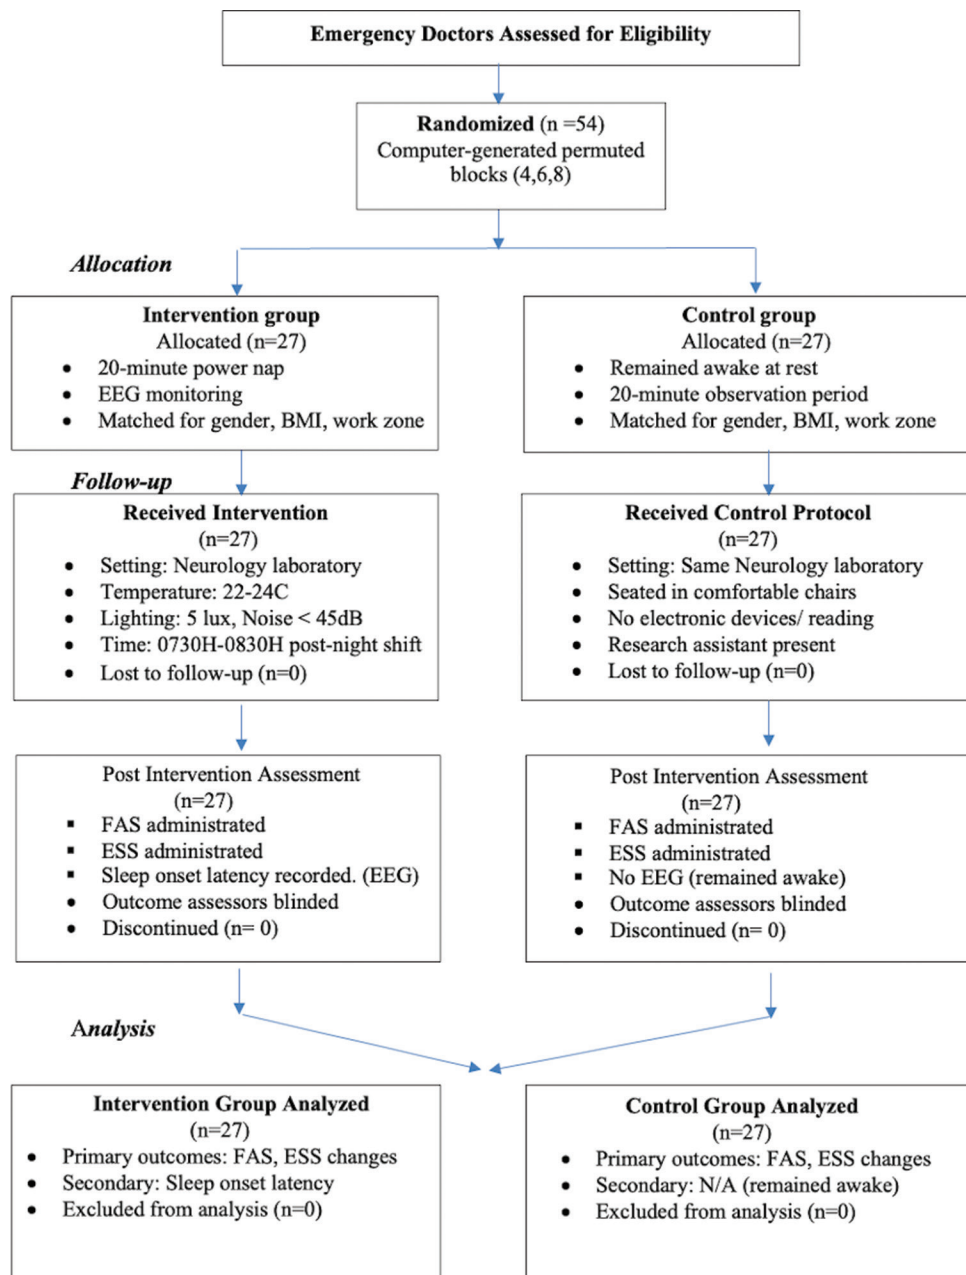 Emergency Doctors Assessed for Eligibility
Randomized (n =54)
Computer-generated permuted
blocks (4,6,8)
Allocation
Intervention group
Allocated (n=27)
• 20-minute power nap
• EEG monitoring
• Matched for gender, BMI, work zone
Control group
Allocated (n=27)
• Remained awake at rest
• 20-minute observation period
• Matched for gender, BMI, work zone
Follow-up
Received Intervention
(n=27)
• Setting: Neurology laboratory
• Temperature: 22-24C
• Lighting: 5 lux, Noise < 45dB
• Time: 0730H-0830H post-night shift
• Lost to follow-up (n=0)
Received Control Protocol
(n=27)
• Setting: Same Neurology laboratory
• Seated in comfortable chairs
• No electronic devices/ reading
• Research assistant present
• Lost to follow-up (n=0)
Post Intervention Assessment
(n=27)
▪ FAS administrated
▪ ESS administrated
▪ Sleep onset latency recorded. (EEG)
• Outcome assessors blinded
• Discontinued (n= 0)
Post Intervention Assessment
(n=27)
▪ FAS administrated
▪ ESS administrated
▪ No EEG (remained awake)
• Outcome assessors blinded
• Discontinued (n= 0)
Analysis
Intervention Group Analyzed
(n=27)
• Primary outcomes: FAS, ESS changes
• Secondary: Sleep onset latency
• Excluded from analysis (n=0)
Control Group Analyzed
(n=27)
• Primary outcomes: FAS, ESS changes
• Secondary: N/A (remained awake)
• Excluded from analysis (n=0)